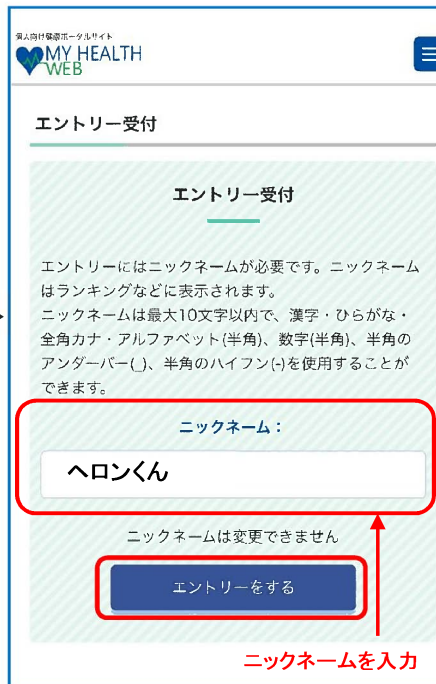 個人向け健康ポータルサイト
MY HEALTH
WEB
エントリー受付
エントリー受付
エントリーにはニックネームが必要です。ニックネーム
はランキングなどに表示されます。
ニックネームは最大10文字以内で、漢字・ひらがな・
全角カナ・アルファベット(半角)、数字(半角)、半角の
アンダーバー(_)、半角のハイフン(-)を使用することが
できます。
ニックネーム：
ヘロンくん
ニックネームは変更できません
エントリーをする
ニックネームを入力